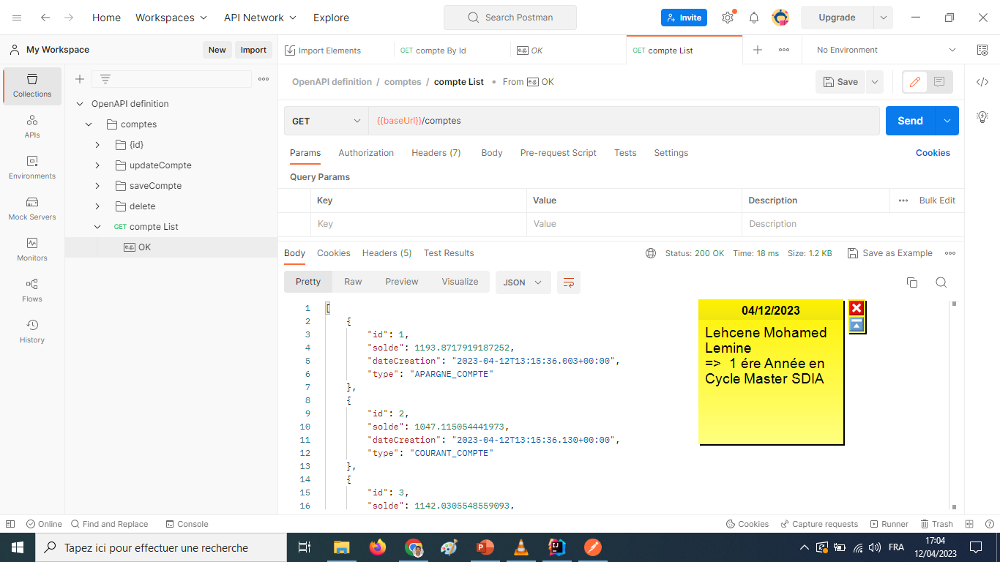 Home Workspaces API Network Explore Search Postman Invite Upgrade
My Workspace New Import Import Elements GET compte By Id e.g. OK GET compte List No Environment
Collections
APIs
Environments
Mock Servers
Monitors
Flows
History
OpenAPI definition
comptes
{id}
updateCompte
saveCompte
delete
GET compte List
e.g. OK
OpenAPI definition / comptes / compte List • From e.g. OK Save
GET {{baseUrl}}/comptes Send
Params Authorization Headers (7) Body Pre-request Script Tests Settings Cookies
Query Params
Key Value Description Bulk Edit
Key Value Description
Body Cookies Headers (5) Test Results Status: 200 OK Time: 18 ms Size: 1.2 KB Save as Example
Pretty Raw Preview Visualize JSON
1 [
2 {
3 "id": 1,
4 "solde": 1193.8717919187252,
5 "dateCreation": "2023-04-12T13:15:36.003+00:00",
6 "type": "APARGNE_COMPTE"
7 },
8 {
9 "id": 2,
10 "solde": 1047.115054441973,
11 "dateCreation": "2023-04-12T13:15:36.130+00:00",
12 "type": "COURANT_COMPTE"
13 },
14 {
15 "id": 3,
16 "solde": 1142.0305548559093,
04/12/2023
Lehcene Mohamed
Lemine
=> 1 ére Année en
Cycle Master SDIA
Online Find and Replace Console Cookies Capture requests Runner Trash
Tapez ici pour effectuer une recherche FRA 17:04
12/04/2023